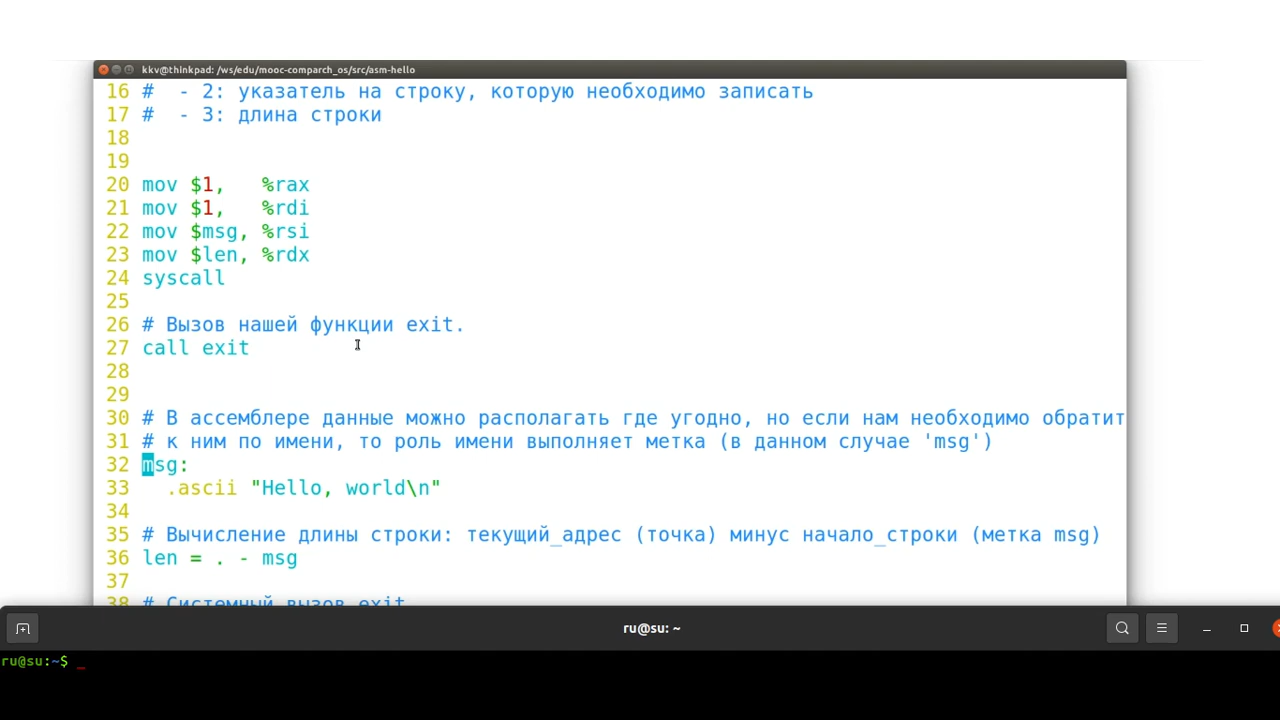 kkv@thinkpad: /ws/edu/mooc-comparch_os/src/asm-hello
16 #  - 2: указатель на строку, которую необходимо записать
17 #  - 3: длина строки
18
19
20 mov $1,   %rax
21 mov $1,   %rdi
22 mov $msg, %rsi
23 mov $len, %rdx
24 syscall
25
26 # Вызов нашей функции exit.
27 call exit
28
29
30 # В ассемблере данные можно располагать где угодно, но если нам необходимо обратит
31 # к ним по имени, то роль имени выполняет метка (в данном случае 'msg')
32 msg:
33   .ascii "Hello, world\n"
34
35 # Вычисление длины строки: текущий_адрес (точка) минус начало_строки (метка msg)
36 len = . - msg
37
38 # Системный вызов exit
ru@su: ~
ru@su:~$ _